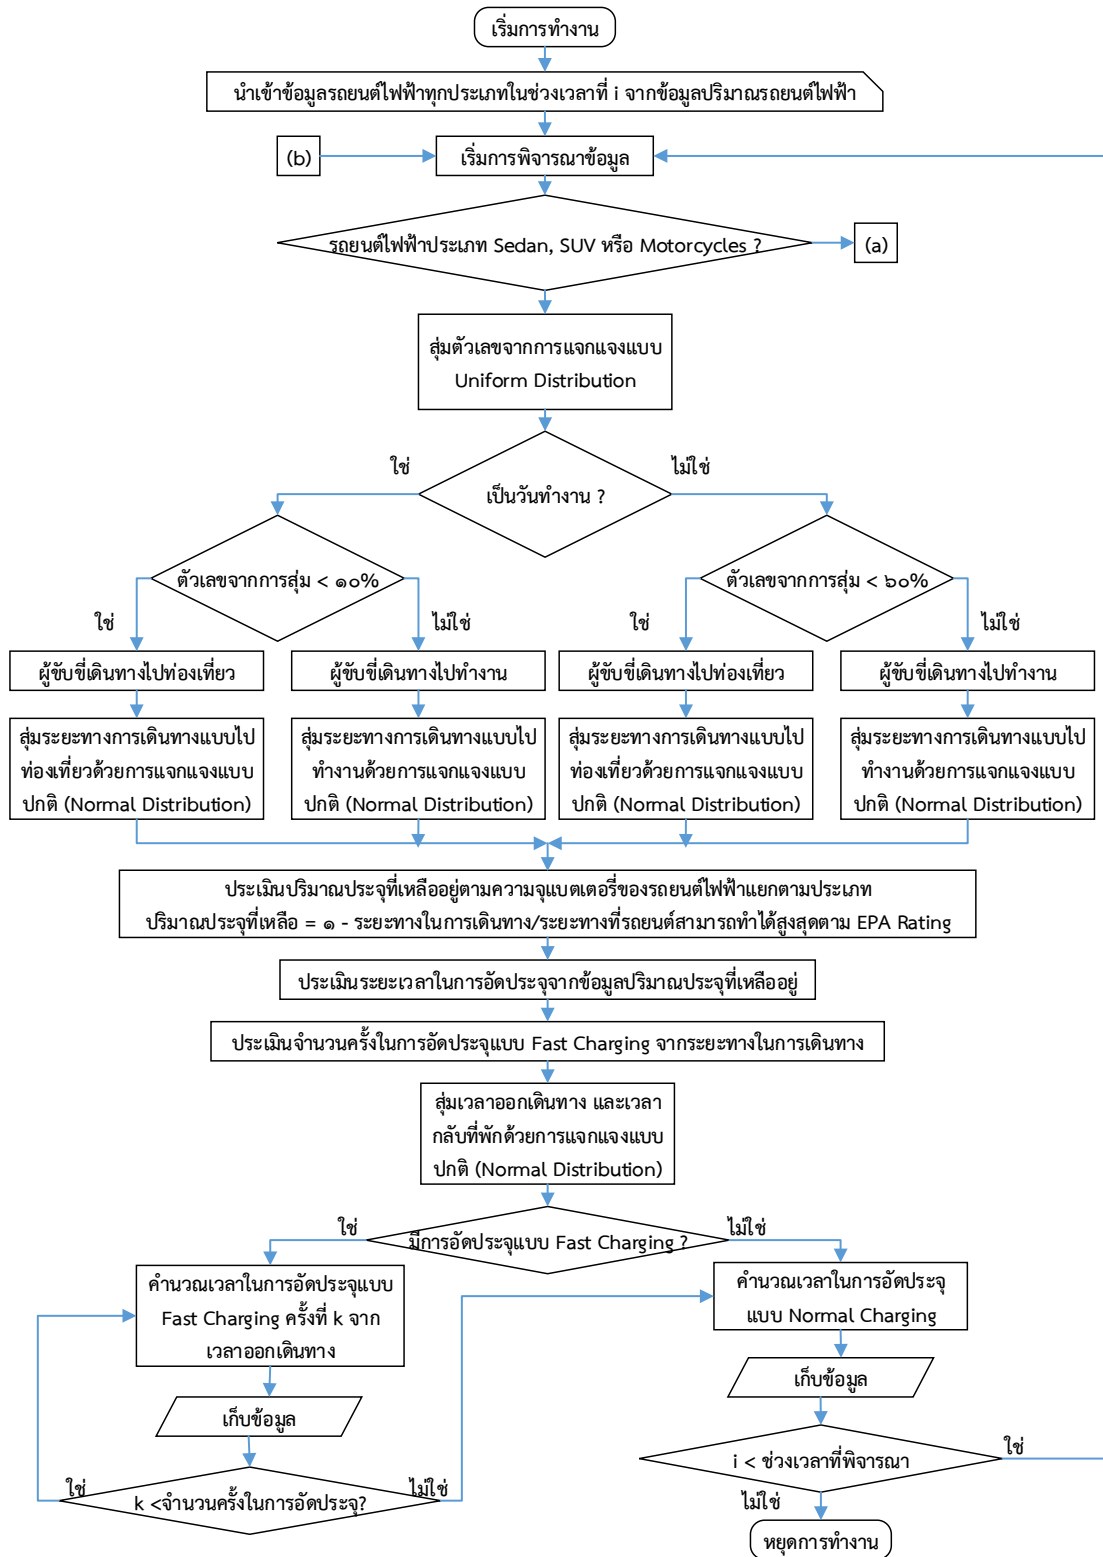 เริ่มการทำงาน
นำเข้าข้อมูลรถยนต์ไฟฟ้าทุกประเภทในช่วงเวลาที่ i จากข้อมูลปริมาณรถยนต์ไฟฟ้า
(b)
เริ่มการพิจารณาข้อมูล
รถยนต์ไฟฟ้าประเภท Sedan, SUV หรือ Motorcycles ?
(a)
สุ่มตัวเลขจากการแจกแจงแบบ
Uniform Distribution
ใช่
ไม่ใช่
เป็นวันทำงาน ?
ตัวเลขจากการสุ่ม < ๑๐%
ตัวเลขจากการสุ่ม < ๖๐%
ใช่
ไม่ใช่
ใช่
ไม่ใช่
ผู้ขับขี่เดินทางไปท่องเที่ยว
ผู้ขับขี่เดินทางไปทำงาน
ผู้ขับขี่เดินทางไปท่องเที่ยว
ผู้ขับขี่เดินทางไปทำงาน
สุ่มระยะทางการเดินทางแบบไป
ท่องเที่ยวด้วยการแจกแจงแบบ
ปกติ (Normal Distribution)
สุ่มระยะทางการเดินทางแบบไป
ทำงานด้วยการแจกแจงแบบ
ปกติ (Normal Distribution)
สุ่มระยะทางการเดินทางแบบไป
ท่องเที่ยวด้วยการแจกแจงแบบ
ปกติ (Normal Distribution)
สุ่มระยะทางการเดินทางแบบไป
ทำงานด้วยการแจกแจงแบบ
ปกติ (Normal Distribution)
ประเมินปริมาณประจุที่เหลืออยู่ตามความจุแบตเตอรี่ของรถยนต์ไฟฟ้าแยกตามประเภท
ปริมาณประจุที่เหลือ = ๑ - ระยะทางในการเดินทาง/ระยะทางที่รถยนต์สามารถทำได้สูงสุดตาม EPA Rating
ประเมินระยะเวลาในการอัดประจุจากข้อมูลปริมาณประจุที่เหลืออยู่
ประเมินจำนวนครั้งในการอัดประจุแบบ Fast Charging จากระยะทางในการเดินทาง
สุ่มเวลาออกเดินทาง และเวลา
กลับที่พักด้วยการแจกแจงแบบ
ปกติ (Normal Distribution)
ใช่
ไม่ใช่
มีการอัดประจุแบบ Fast Charging ?
คำนวณเวลาในการอัดประจุแบบ
Fast Charging ครั้งที่ k จาก
เวลาออกเดินทาง
คำนวณเวลาในการอัดประจุ
แบบ Normal Charging
เก็บข้อมูล
เก็บข้อมูล
ใช่
k <จำนวนครั้งในการอัดประจุ?
ไม่ใช่
i < ช่วงเวลาที่พิจารณา
ใช่
ไม่ใช่
หยุดการทำงาน